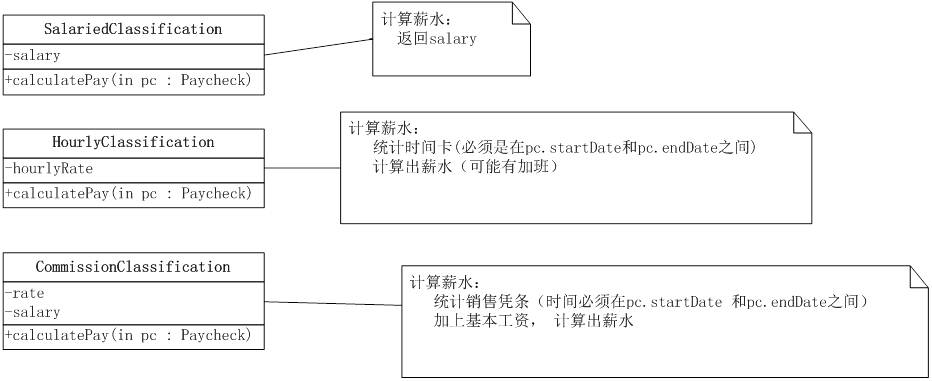 SalariedClassification
-salary
+calculatePay(in pc : Paycheck)
计算薪水：
返回salary
HourlyClassification
-hourlyRate
+calculatePay(in pc : Paycheck)
计算薪水：
统计时间卡(必须是在pc.startDate和pc.endDate之间)
计算出薪水（可能有加班）
CommissionClassification
-rate
-salary
+calculatePay(in pc : Paycheck)
计算薪水：
统计销售凭条（时间必须在pc.startDate 和pc.endDate之间）
加上基本工资， 计算出薪水